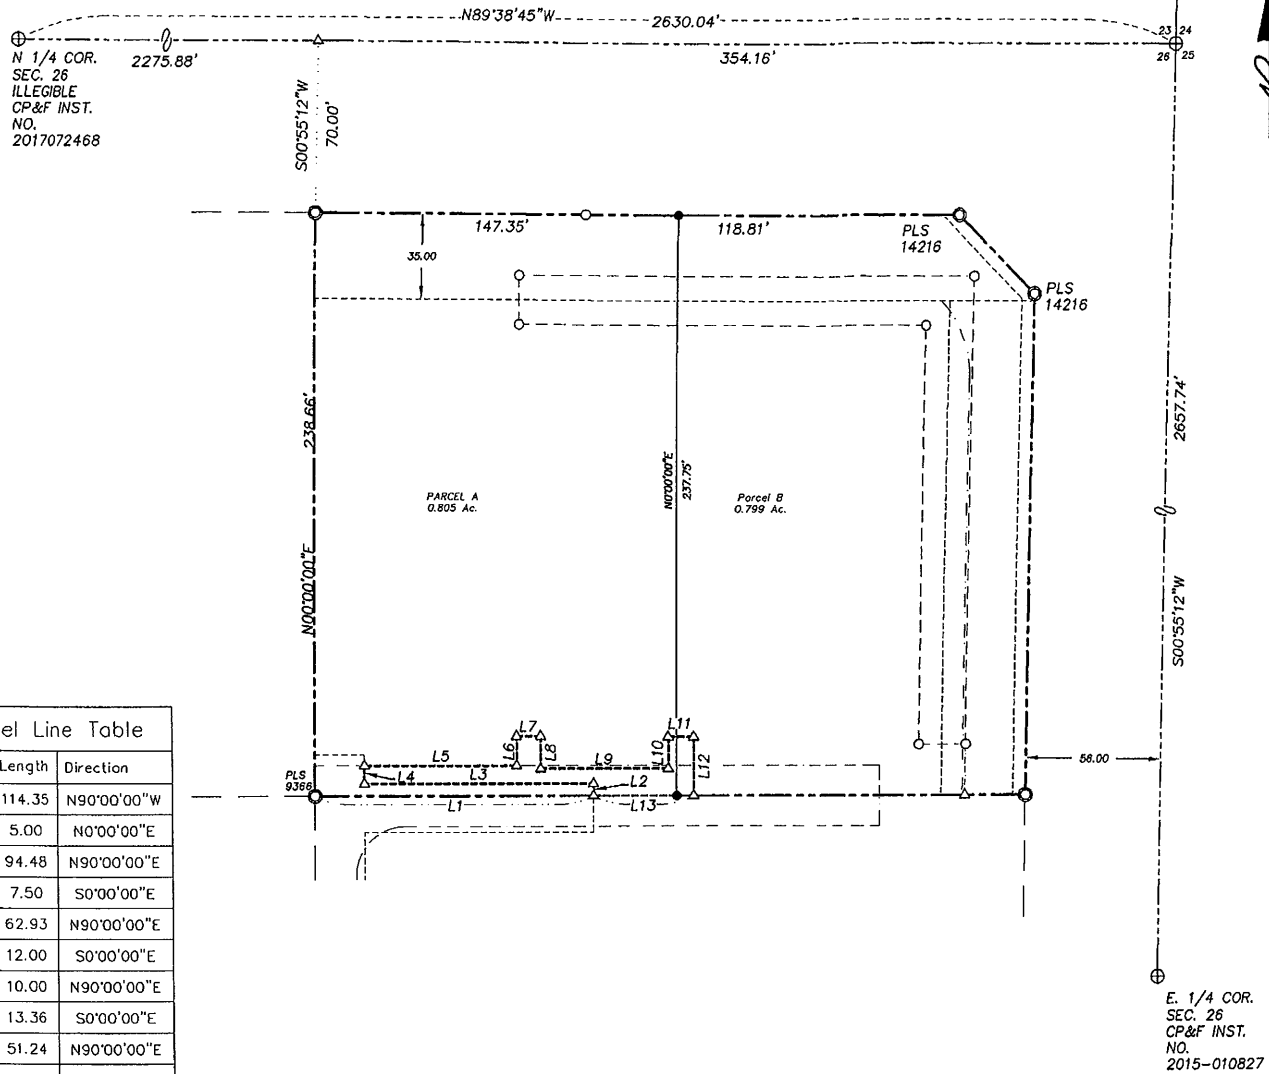 N89°38'45"W
2630.04'
23 24
26 25
N 1/4 COR.
SEC. 26
ILLEGIBLE
CP&F INST.
NO.
2017072468
2275.88'
354.16'
S00°55'12"W
70.00'
147.35'
118.81'
PLS
14216
35.00
PLS
14216
238.66'
N00°00'00"E
N0°00'00"E
237.75'
2657.74'
S00°55'12"W
PARCEL A
0.805 Ac.
Parcel B
0.799 Ac.
L7
L11
L5
L6
L8
L9
L10
L12
L4
L3
L2
PLS
9366
L1
L13
56.00
el Line Table
Length Direction
114.35 N90°00'00"W
5.00 N0°00'00"E
94.48 N90°00'00"E
7.50 S0°00'00"E
62.93 N90°00'00"E
12.00 S0°00'00"E
10.00 N90°00'00"E
13.36 S0°00'00"E
51.24 N90°00'00"E
E. 1/4 COR.
SEC. 26
CP&F INST.
NO.
2015-010827